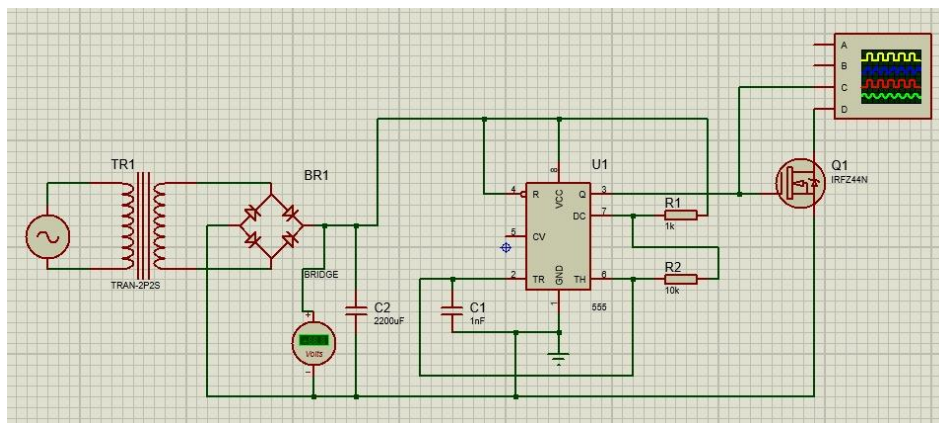 TR1
TRAN-2P2S
BR1
BRIDGE
+
Volts
-
C2
2200uF
C1
1nF
U1
4
R
5
CV
2
TR
8
VCC
GND
1
Q
3
DC
7
TH
6
555
R1
1k
R2
10k
Q1
IRFZ44N
A
B
C
D